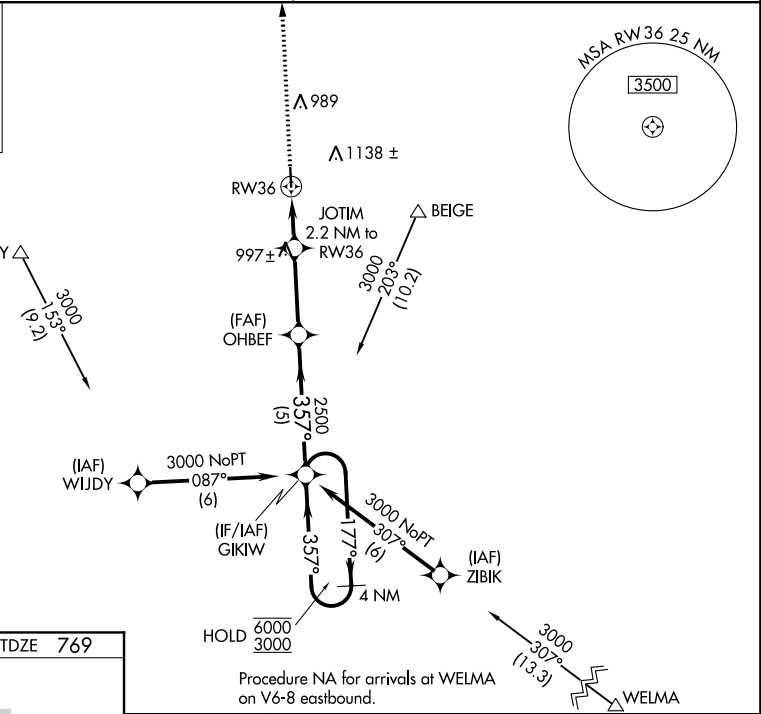 MSA RW36 25 NM
3500
989
1138 ±
RW36
JOTIM
2.2 NM to
RW36
BEIGE
997±
Y
3000
203°
(10.2)
3000
153°
(9.2)
(FAF)
OHBEF
2500
357°
(5)
(IAF)
WIJDY
3000 NoPT
087°
(6)
(IF/IAF)
GIKIW
3000 NoPT
307°
(6)
(IAF)
ZIBIK
357°
177°
4 NM
HOLD 6000
3000
3000
307°
(13.3)
WELMA
TDZE 769
Procedure NA for arrivals at WELMA
on V6-8 eastbound.